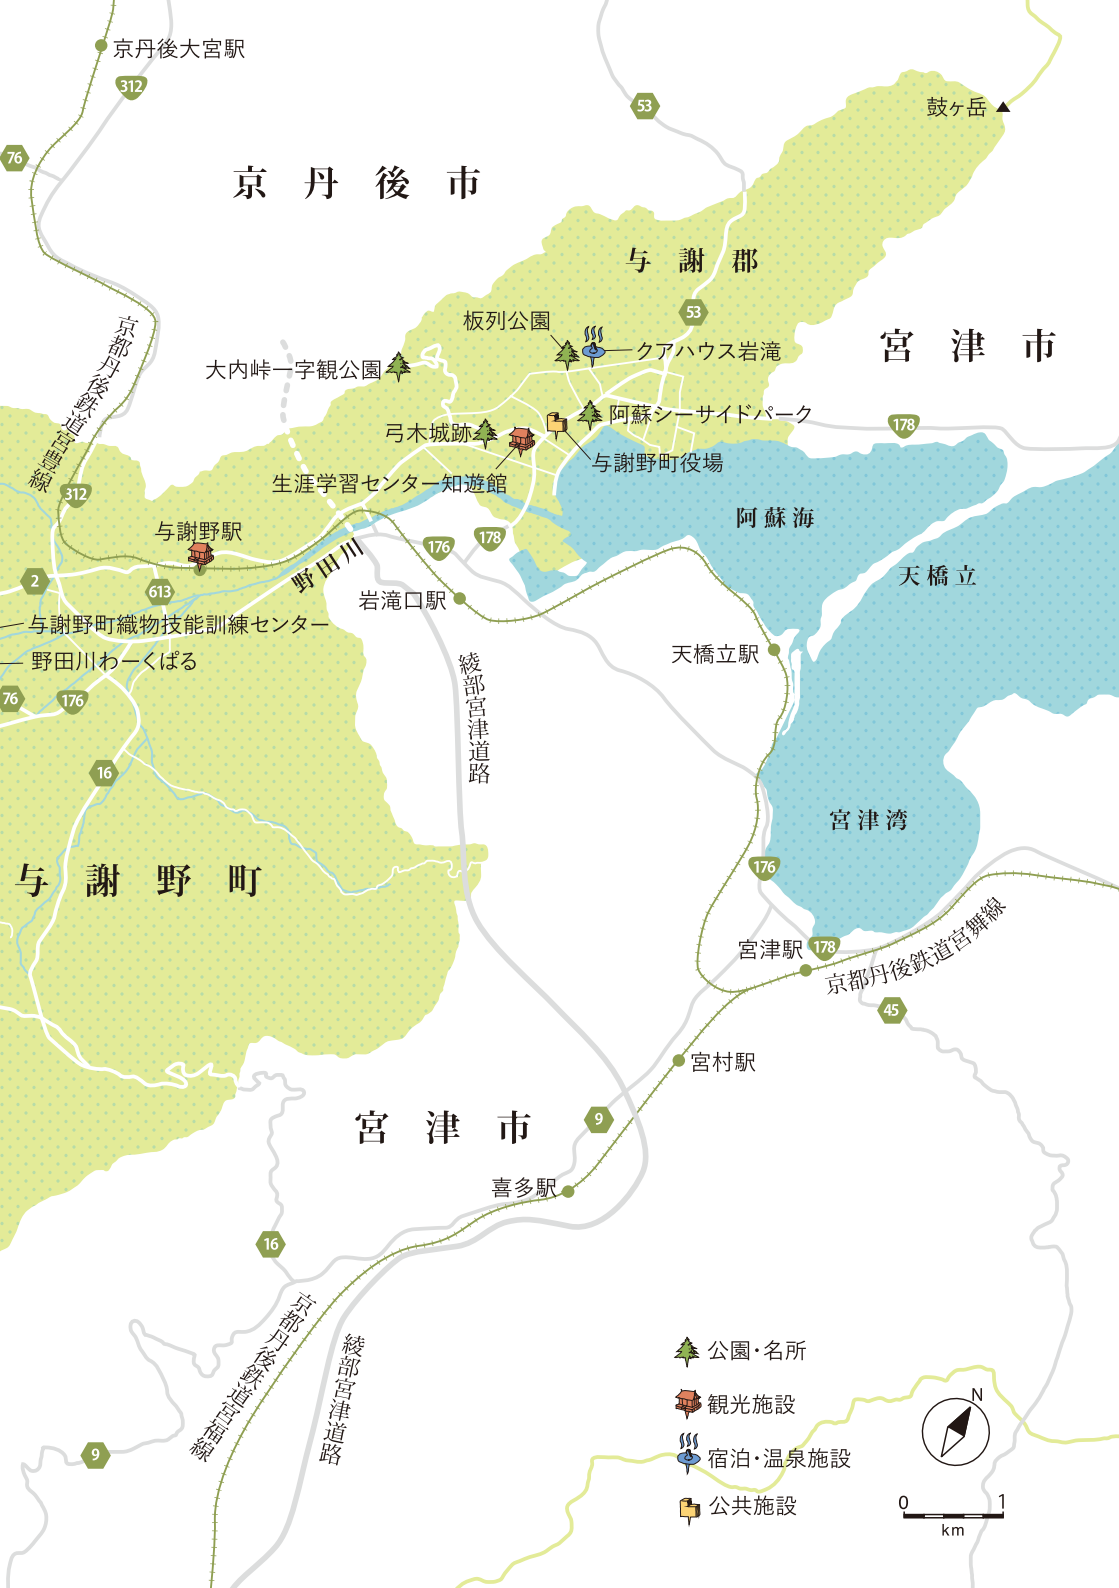 京丹後大宮駅
312
53
鼓ヶ岳
76
京丹後市
与謝郡
53
板列公園
クアハウス岩滝
宮津市
京都丹後鉄道宮豊線
大内峠一字観公園
阿蘇シーサイドパーク
178
弓木城跡
与謝野町役場
生涯学習センター知遊館
312
阿蘇海
与謝野駅
176
178
野田川
天橋立
2
613
岩滝口駅
与謝野町織物技能訓練センター
野田川わーくぱる
天橋立駅
76
176
綾部宮津道路
16
宮津湾
与謝野町
176
宮津駅
178
京都丹後鉄道宮舞線
45
宮村駅
宮津市
9
喜多駅
16
京都丹後鉄道宮福線
綾部宮津道路
9
公園・名所
観光施設
宿泊・温泉施設
公共施設
N
0 1
km